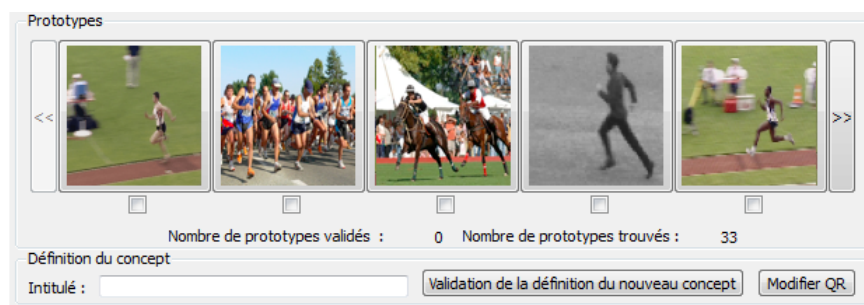 Prototypes
<<
>>
Nombre de prototypes validés : 0 Nombre de prototypes trouvés : 33
Définition du concept
Intitulé :
Validation de la définition du nouveau concept
Modifier QR